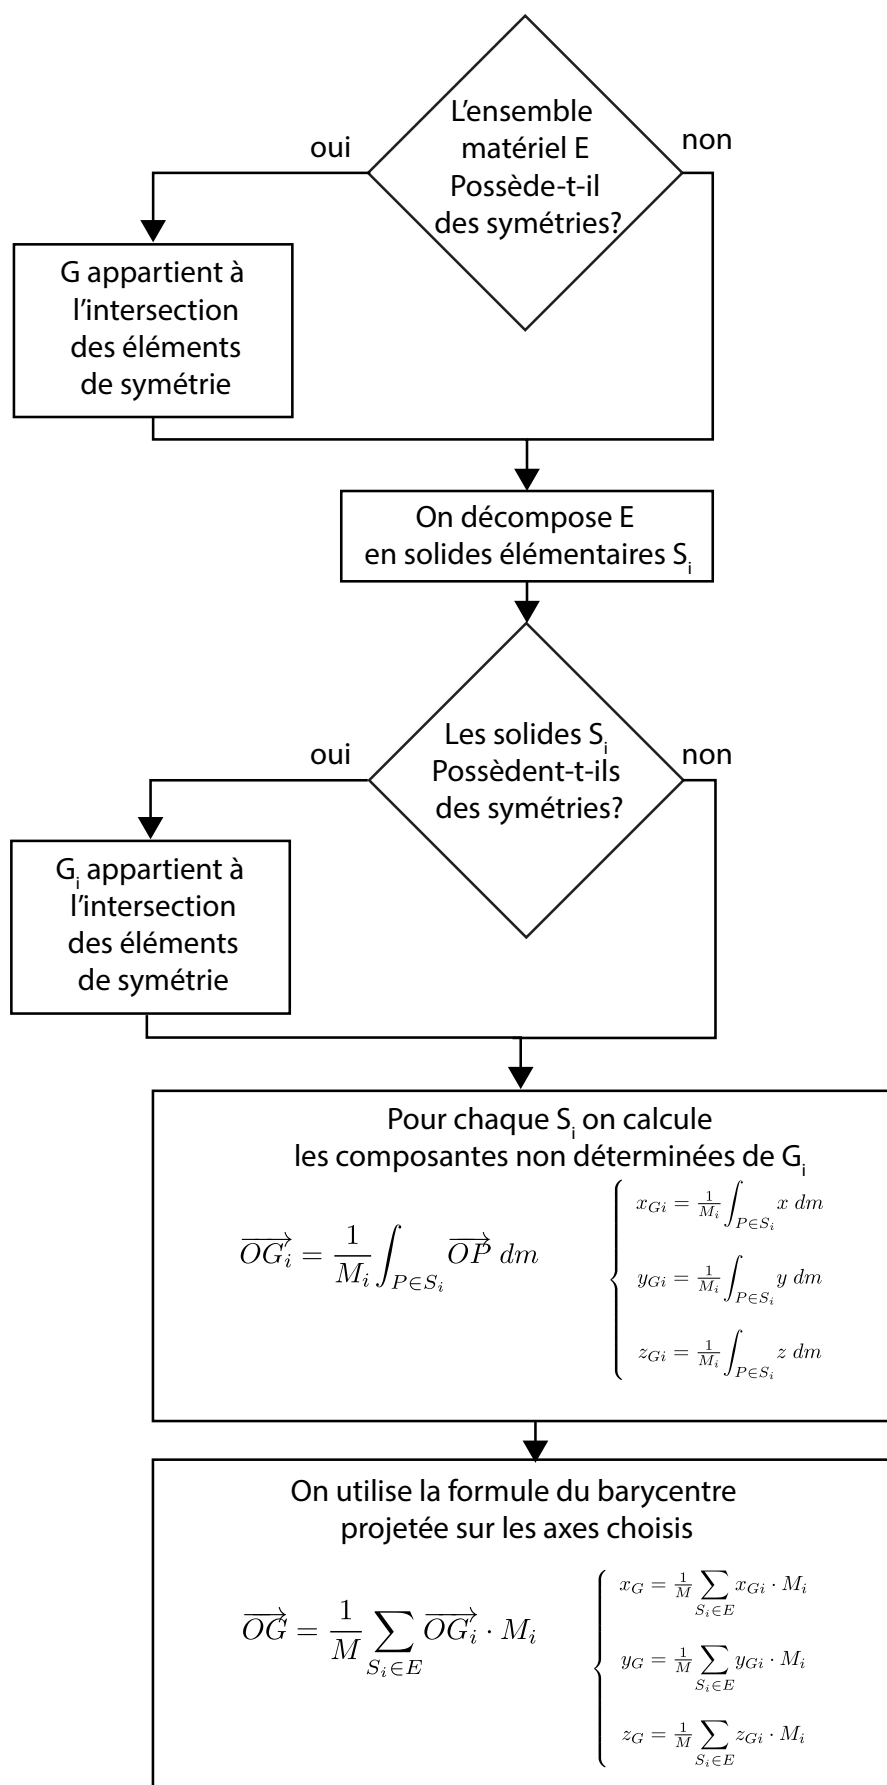 L'ensemble
matériel E
Possède-t-il
des symétries?
oui
non
G appartient à
l'intersection
des éléments
de symétrie
On décompose E
en solides élémentaires S_i
Les solides S_i
Possèdent-t-ils
des symétries?
oui
non
G_i appartient à
l'intersection
des éléments
de symétrie
Pour chaque S_i on calcule
les composantes non déterminées de G_i
\overrightarrow{OG_i} = \frac{1}{M_i} \int_{P \in S_i} \overrightarrow{OP} \, dm
x_{Gi} = \frac{1}{M_i} \int_{P \in S_i} x \, dm
y_{Gi} = \frac{1}{M_i} \int_{P \in S_i} y \, dm
z_{Gi} = \frac{1}{M_i} \int_{P \in S_i} z \, dm
On utilise la formule du barycentre
projetée sur les axes choisis
\overrightarrow{OG} = \frac{1}{M} \sum_{S_i \in E} \overrightarrow{OG_i} \cdot M_i
x_G = \frac{1}{M} \sum_{S_i \in E} x_{Gi} \cdot M_i
y_G = \frac{1}{M} \sum_{S_i \in E} y_{Gi} \cdot M_i
z_G = \frac{1}{M} \sum_{S_i \in E} z_{Gi} \cdot M_i